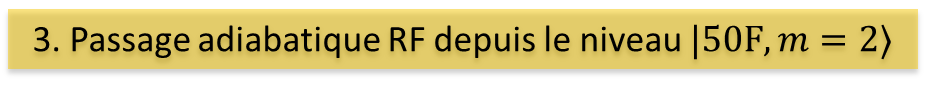 3. Passage adiabatique RF depuis le niveau |50F, m = 2⟩